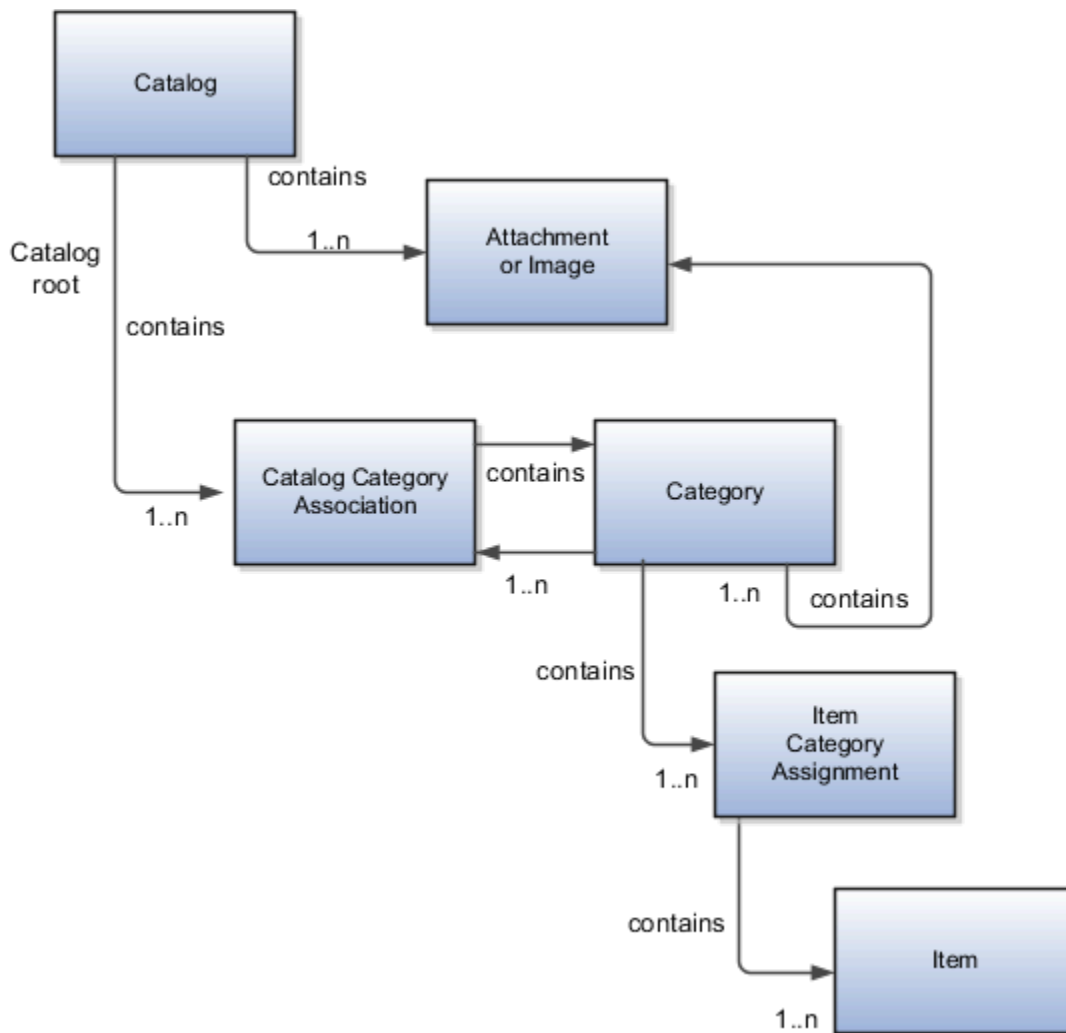 Catalog
contains
1..n
Attachment
or Image
Catalog
root
contains
1..n
Catalog Category
Association
contains
1..n
Category
1..n
contains
contains
1..n
Item
Category
Assignment
contains
1..n
Item